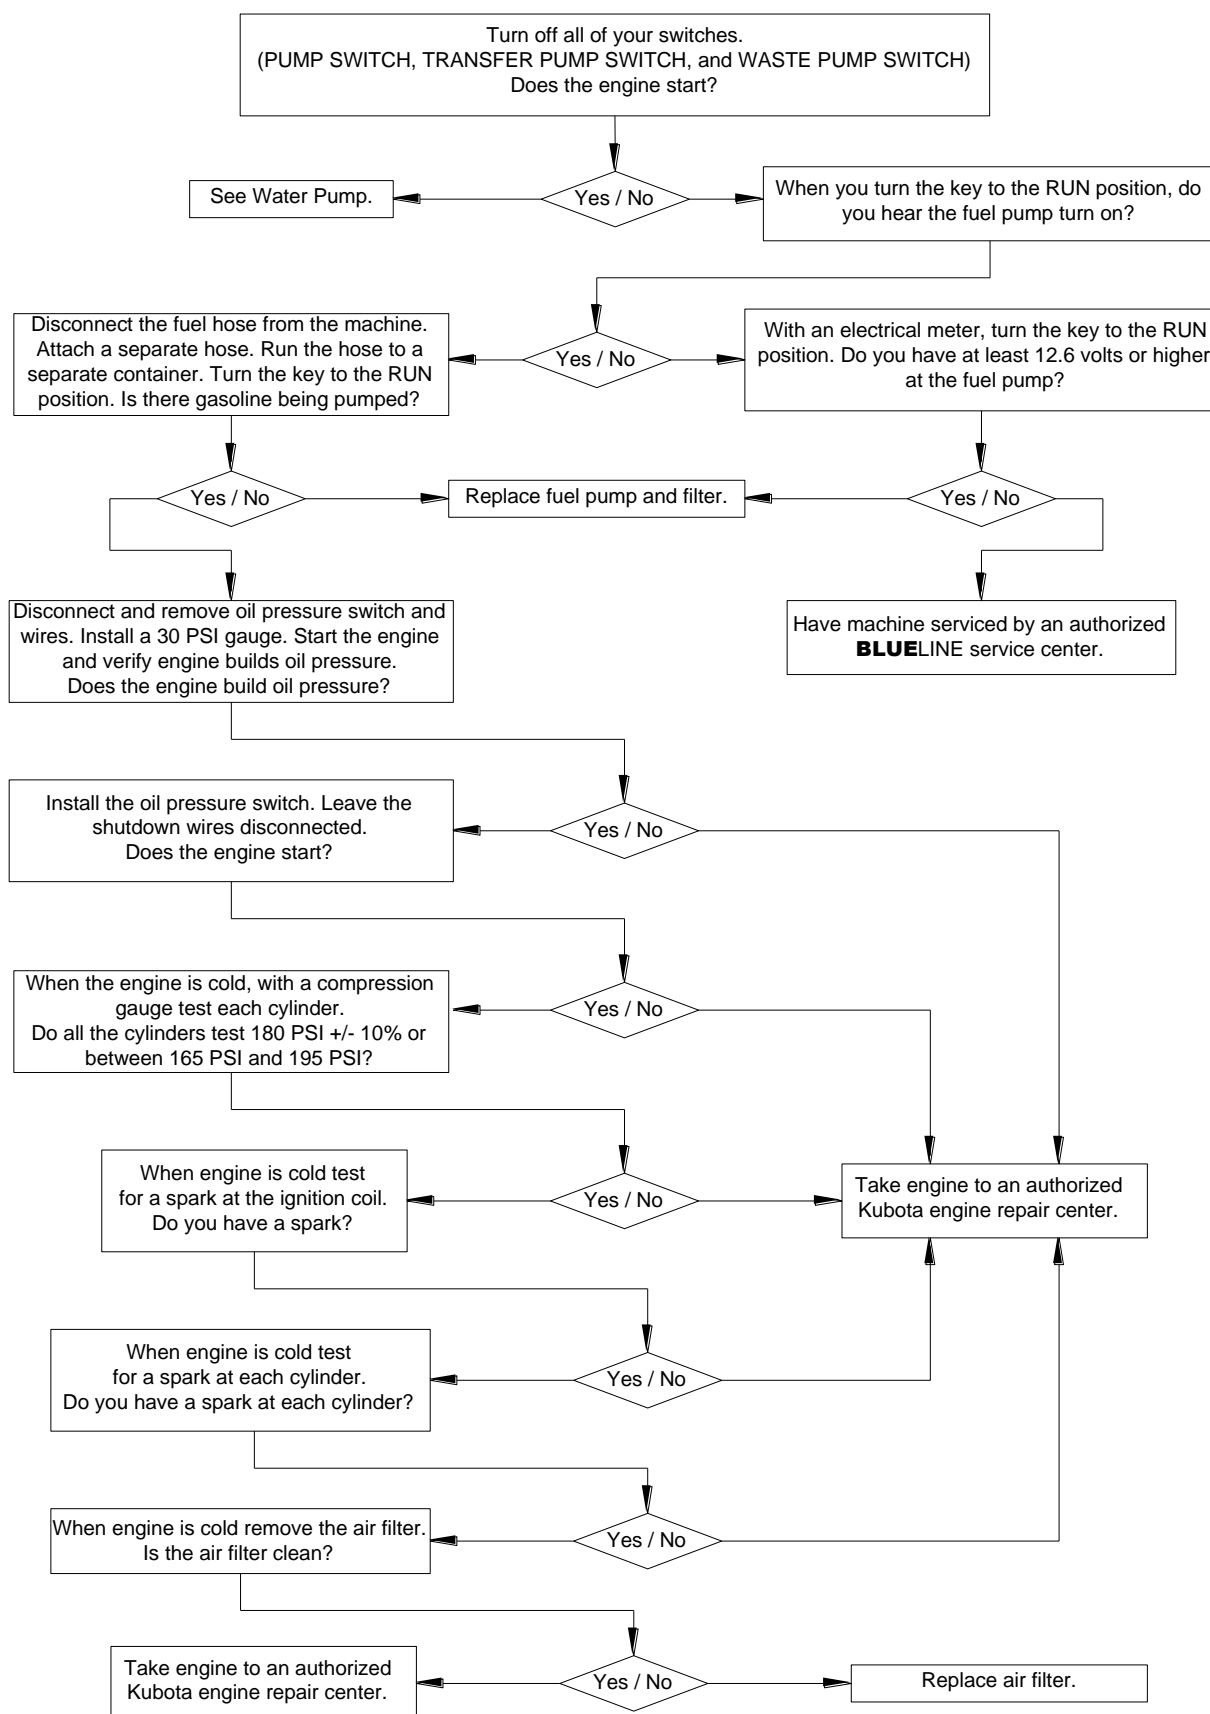 Turn off all of your switches.
(PUMP SWITCH, TRANSFER PUMP SWITCH, and WASTE PUMP SWITCH)
Does the engine start?
See Water Pump.
Yes / No
When you turn the key to the RUN position, do
you hear the fuel pump turn on?
Disconnect the fuel hose from the machine.
Attach a separate hose. Run the hose to a
separate container. Turn the key to the RUN
position. Is there gasoline being pumped?
Yes / No
With an electrical meter, turn the key to the RUN
position. Do you have at least 12.6 volts or higher
at the fuel pump?
Yes / No
Replace fuel pump and filter.
Yes / No
Disconnect and remove oil pressure switch and
wires. Install a 30 PSI gauge. Start the engine
and verify engine builds oil pressure.
Does the engine build oil pressure?
Have machine serviced by an authorized
BLUELINE service center.
Install the oil pressure switch. Leave the
shutdown wires disconnected.
Does the engine start?
Yes / No
When the engine is cold, with a compression
gauge test each cylinder.
Do all the cylinders test 180 PSI +/- 10% or
between 165 PSI and 195 PSI?
Yes / No
When engine is cold test
for a spark at the ignition coil.
Do you have a spark?
Yes / No
Take engine to an authorized
Kubota engine repair center.
When engine is cold test
for a spark at each cylinder.
Do you have a spark at each cylinder?
Yes / No
When engine is cold remove the air filter.
Is the air filter clean?
Yes / No
Take engine to an authorized
Kubota engine repair center.
Yes / No
Replace air filter.